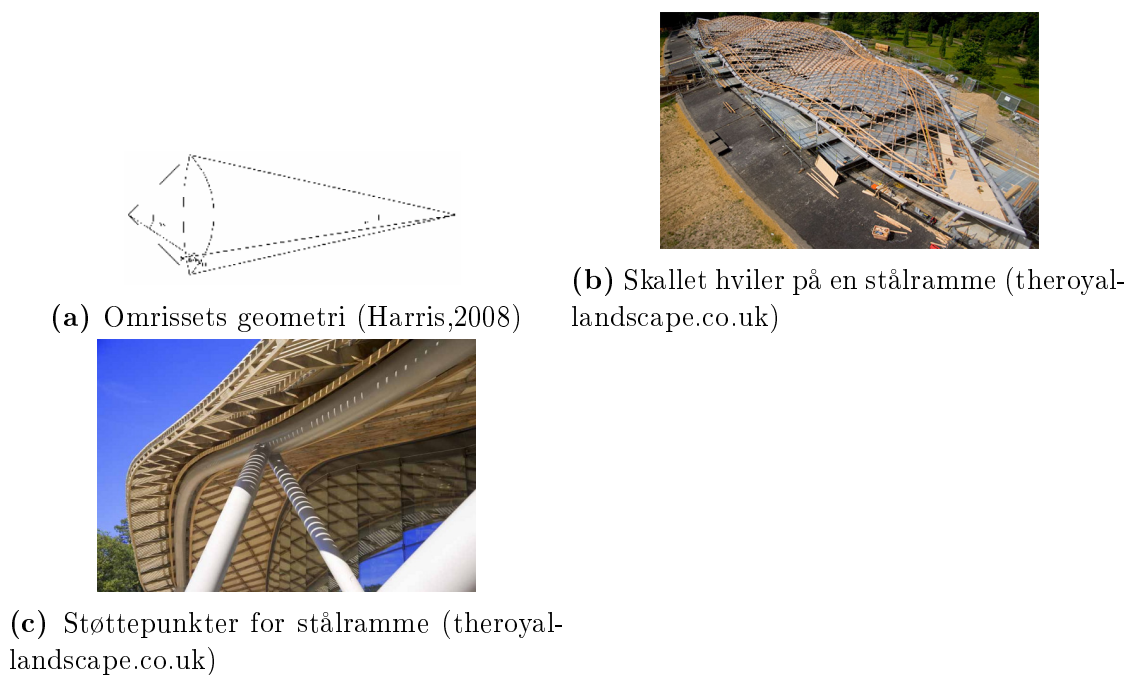 (a) Omrissets geometri (Harris,2008)
(b) Skallet hviler på en stålramme (theroyal-
landscape.co.uk)
(c) Støttepunkter for stålramme (theroyal-
landscape.co.uk)